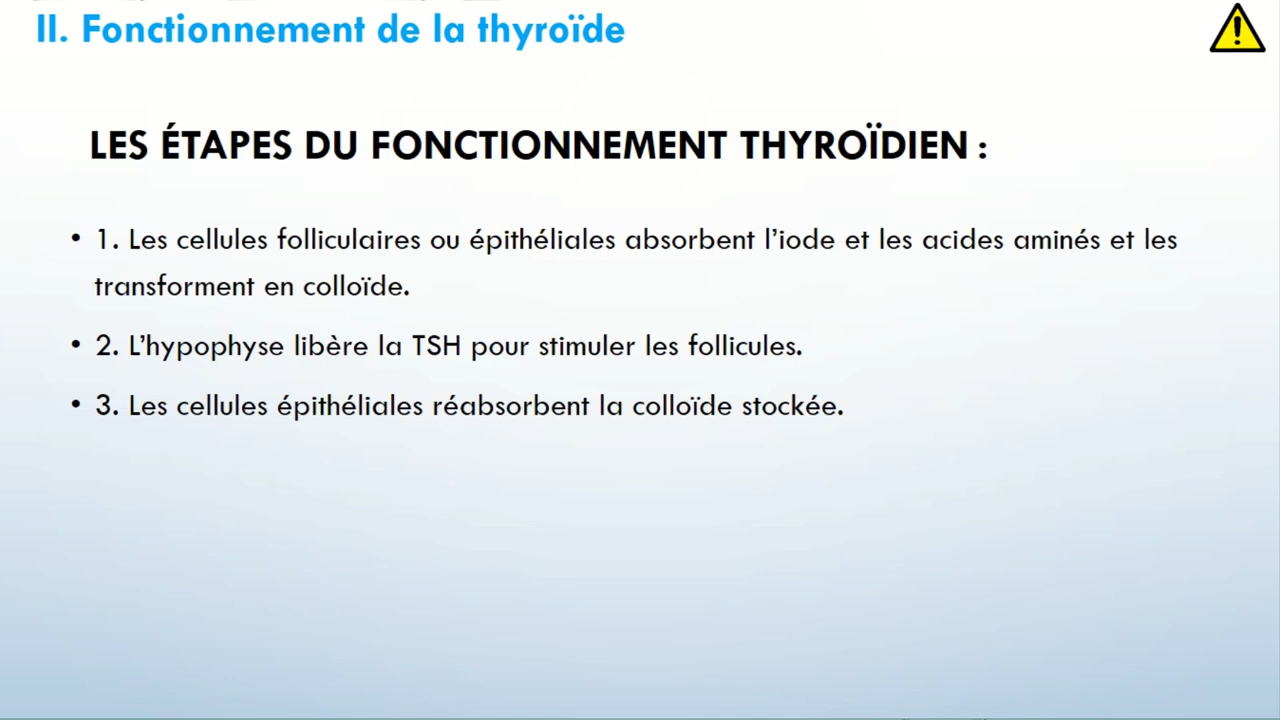 II. Fonctionnement de la thyroïde
LES ÉTAPES DU FONCTIONNEMENT THYROÏDIEN :
• 1. Les cellules folliculaires ou épithéliales absorbent l'iode et les acides aminés et les
transforment en colloïde.
• 2. L'hypophyse libère la TSH pour stimuler les follicules.
• 3. Les cellules épithéliales réabsorbent la colloïde stockée.